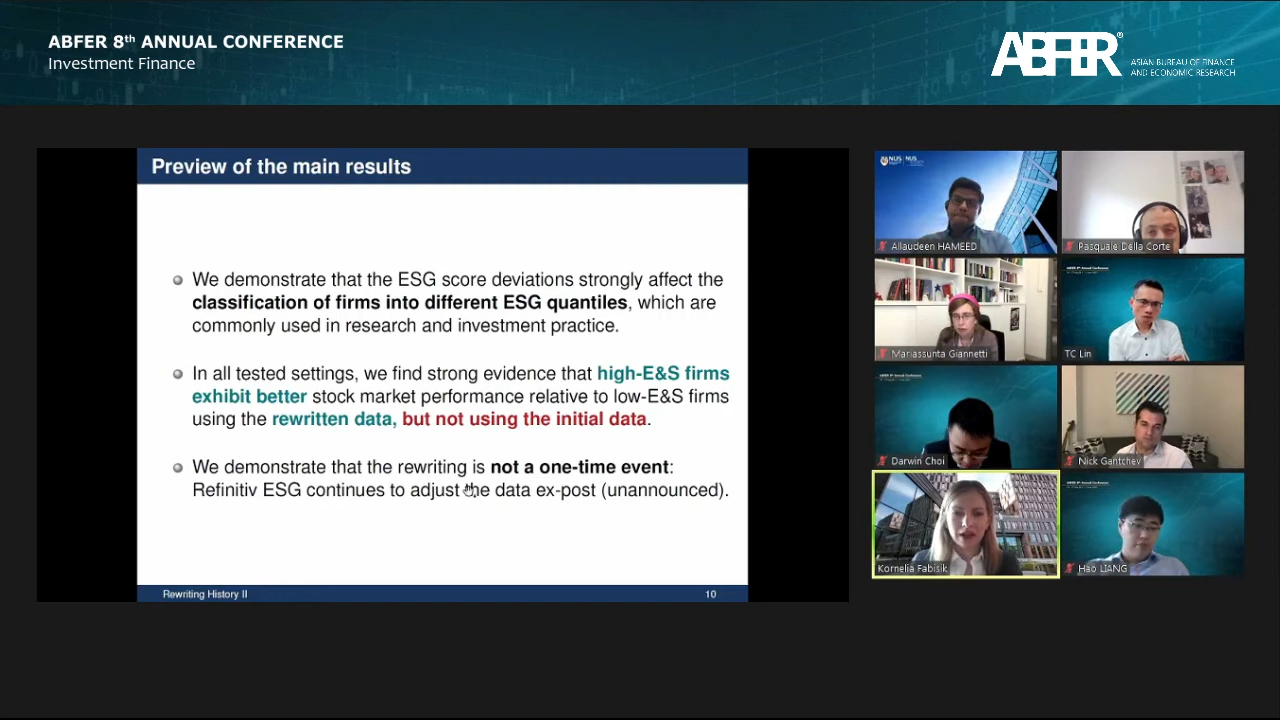 ABFER 8th ANNUAL CONFERENCE
Investment Finance
ABFER®
ASIAN BUREAU OF FINANCE
AND ECONOMIC RESEARCH
Preview of the main results
We demonstrate that the ESG score deviations strongly affect the
classification of firms into different ESG quantiles, which are
commonly used in research and investment practice.
In all tested settings, we find strong evidence that high-E&S firms
exhibit better stock market performance relative to low-E&S firms
using the rewritten data, but not using the initial data.
We demonstrate that the rewriting is not a one-time event:
Refinitiv ESG continues to adjust the data ex-post (unannounced).
Rewriting History II
10
NUS
NUS
Allaudeen HAMEED
Pasquale Della Corte
Mariassunta Giannetti
TC Lin
Darwin Choi
Nick Gantchev
Kornelia Fabisik
Hao LIANG